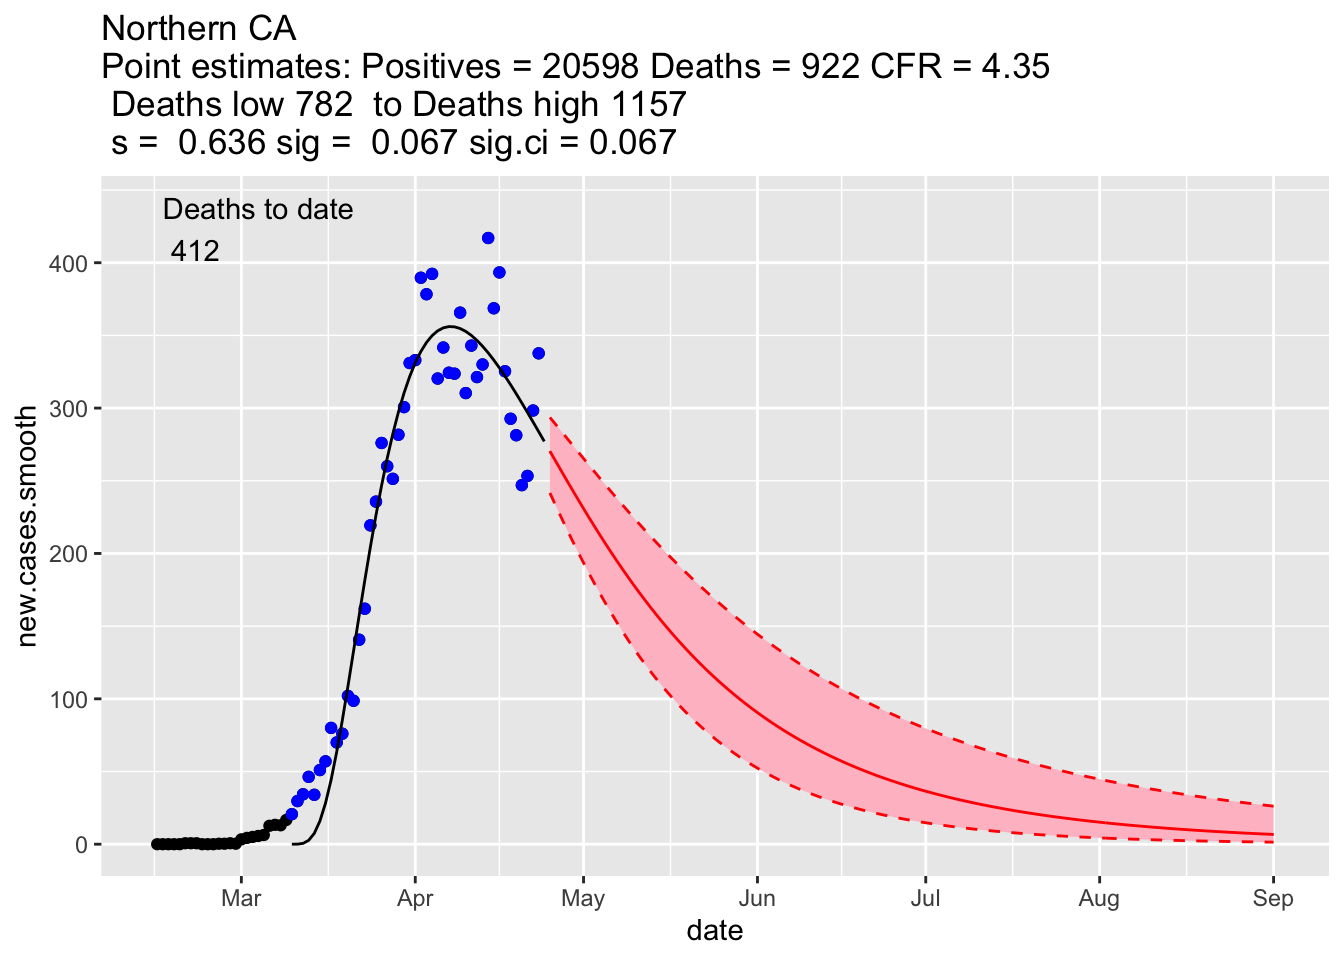 Northern CA
Point estimates: Positives = 20598 Deaths = 922 CFR = 4.35
Deaths low 782  to Deaths high 1157
s =  0.636 sig =  0.067 sig.ci = 0.067
Deaths to date
412
400
300
200
100
0
new.cases.smooth
Mar Apr May Jun Jul Aug Sep
date